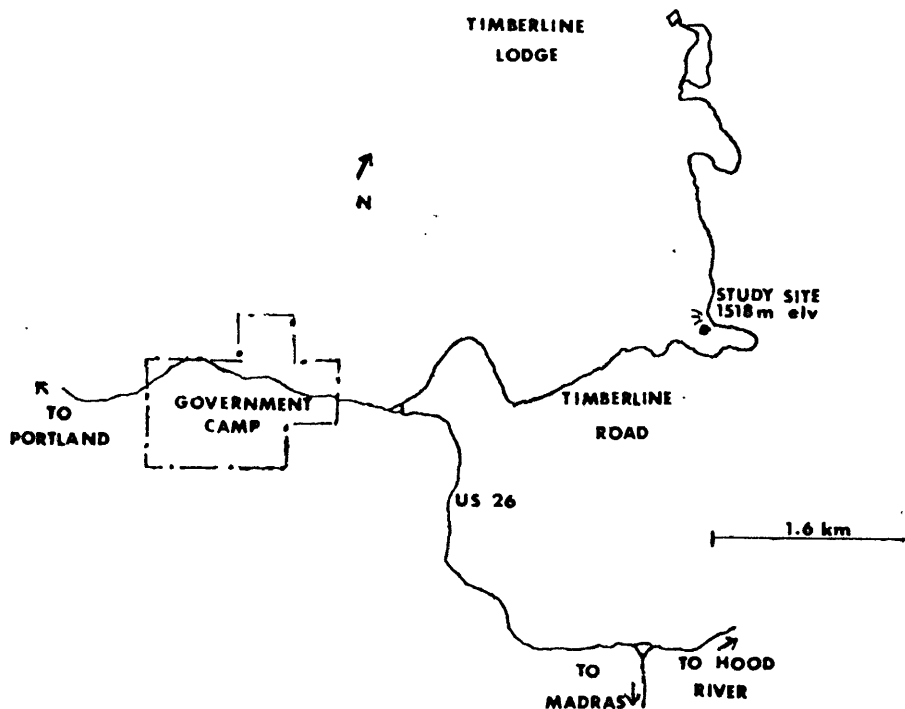 TIMBERLINE
LODGE
N
STUDY SITE
1518m elv
TO
PORTLAND
GOVERNMENT
CAMP
TIMBERLINE
ROAD
US 26
1.6 km
TO
MADRAS
TO HOOD
RIVER